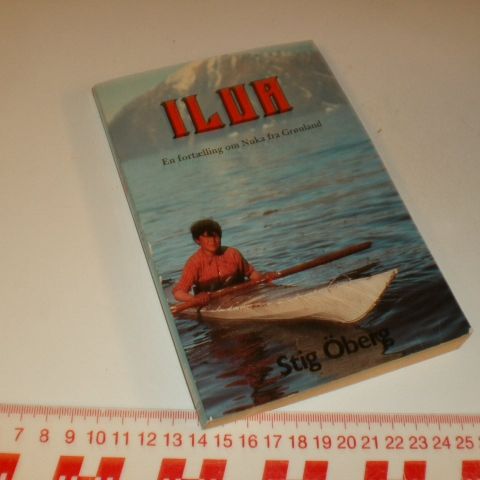 ILUA
En fortælling om Nuka fra Grønland
Stig Öberg
7 8 9 10 11 12 13 14 15 16 17 18 19 20 21 22 23 24 25